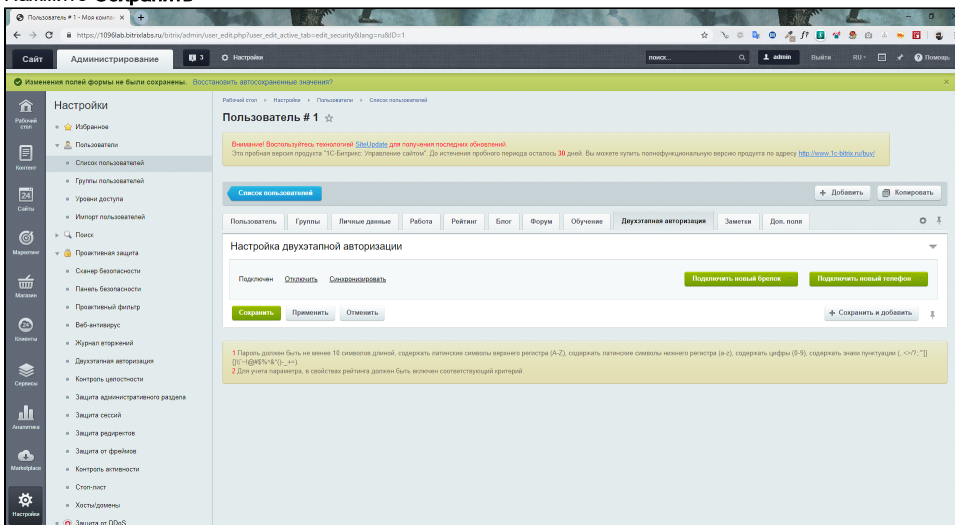 Нажмите Сохранить
Пользователь # 1 - Моя компа
https://1096lab.bitrixlabs.ru/bitrix/admin/user_edit.php?user_edit_active_tab=edit_security&lang=ru&ID=1
Сайт Администрирование 3 Настройки поиск... admin Выйти RU Помощь
Изменения полей формы не были сохранены. Восстановить автосохраненные значения?
Рабочий стол
Контент
24
Сайты
Маркетинг
Магазин
24
Клиенты
Сервисы
Аналитика
Marketplace
Настройки
Настройки
Избранное
Пользователи
Список пользователей
Группы пользователей
Уровни доступа
Импорт пользователей
Поиск
Проактивная защита
Сканер безопасности
Панель безопасности
Проактивный фильтр
Веб-антивирус
Журнал вторжений
Двухэтапная авторизация
Контроль целостности
Защита административного раздела
Защита сессий
Защита редиректов
Защита от фреймов
Контроль активности
Стоп-лист
Хосты/домены
Защита от DDoS
Рабочий стол Настройки Пользователи Список пользователей
Пользователь # 1
Внимание! Воспользуйтесь технологией SiteUpdate для получения последних обновлений.
Это пробная версия продукта "1С-Битрикс: Управление сайтом". До истечения пробного периода осталось 30 дней. Вы можете купить полнофункциональную версию продукта по адресу http://www.1c-bitrix.ru/buy/
Список пользователей + Добавить Копировать
Пользователь Группы Личные данные Работа Рейтинг Блог Форум Обучение Двухэтапная авторизация Заметки Доп. поля
Настройка двухэтапной авторизации
Подключен Отключить Синхронизировать Подключить новый брелок Подключить новый телефон
Сохранить Применить Отменить + Сохранить и добавить
1 Пароль должен быть не менее 10 символов длиной, содержать латинские символы верхнего регистра (A-Z), содержать латинские символы нижнего регистра (a-z), содержать цифры (0-9), содержать знаки пунктуации
2 Для учета параметра, в свойствах рейтинга должен быть включен соответствующий критерий.